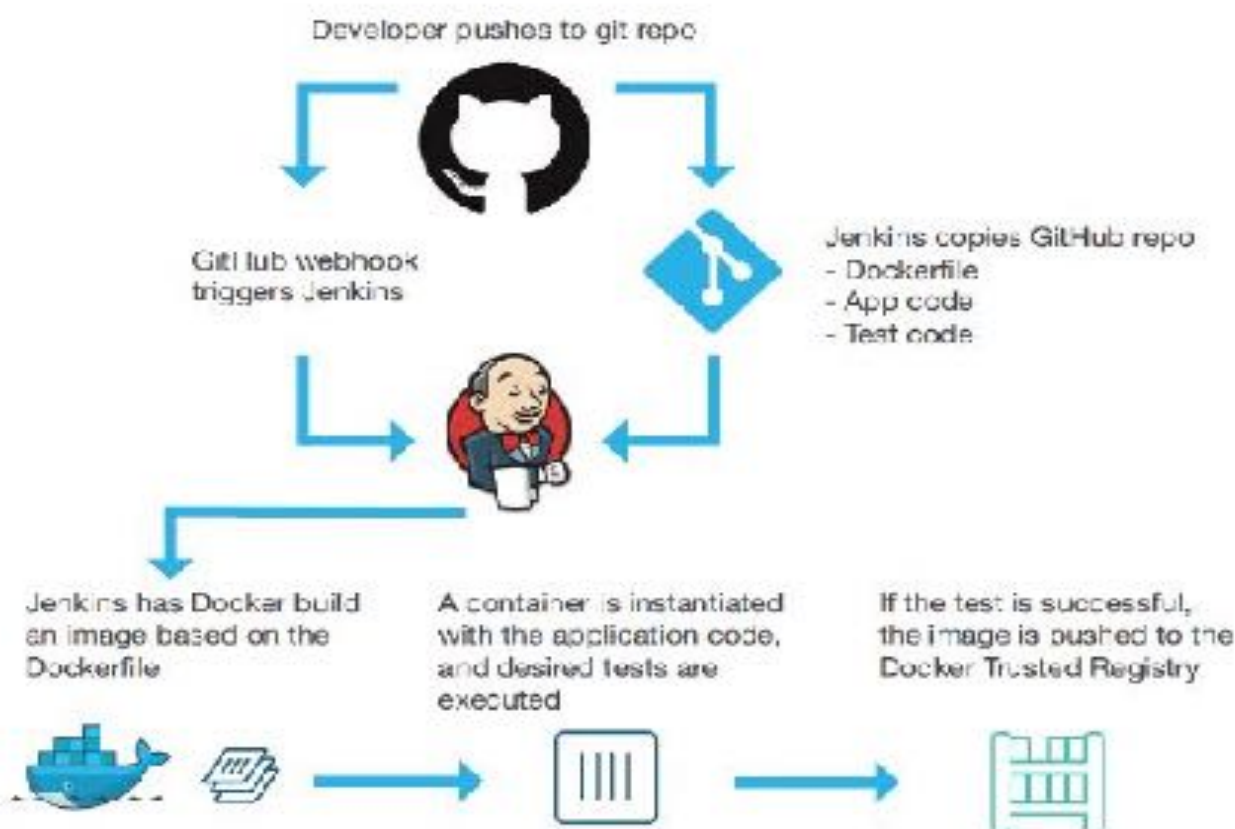 Developer pushes to git repo
GitHub webhook
triggers Jenkins
Jenkins copies GitHub repo
- Dockerfile
- App code
- Test code
Jenkins has Docker build
an image based on the
Dockerfile
A container is instantiated
with the application code,
and desired tests are
executed
If the test is successful,
the image is pushed to the
Docker Trusted Registry